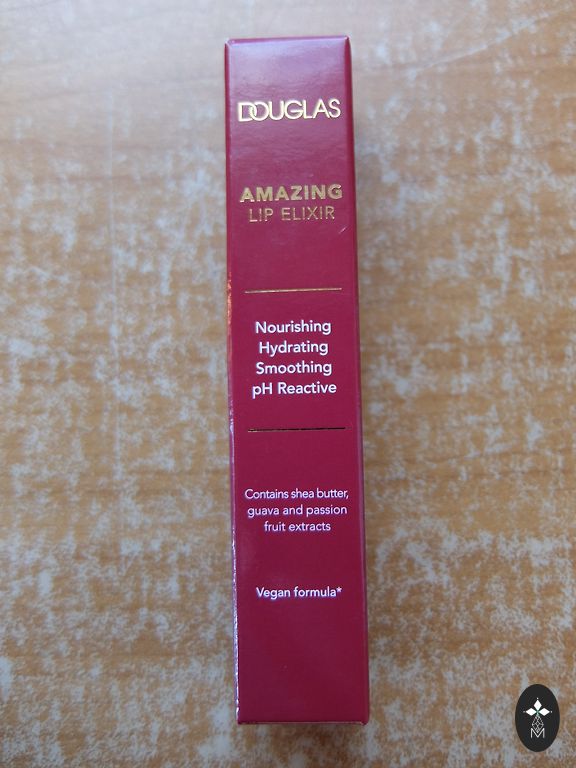 DOUGLAS
AMAZING
LIP ELIXIR
Nourishing
Hydrating
Smoothing
pH Reactive
Contains shea butter,
guava and passion
fruit extracts
Vegan formula*
M